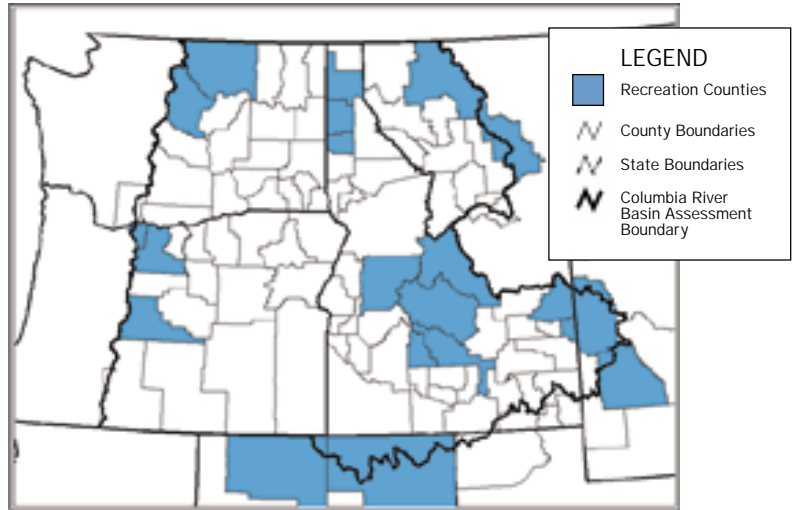 LEGEND
Recreation Counties
County Boundaries
State Boundaries
Columbia River
Basin Assessment
Boundary